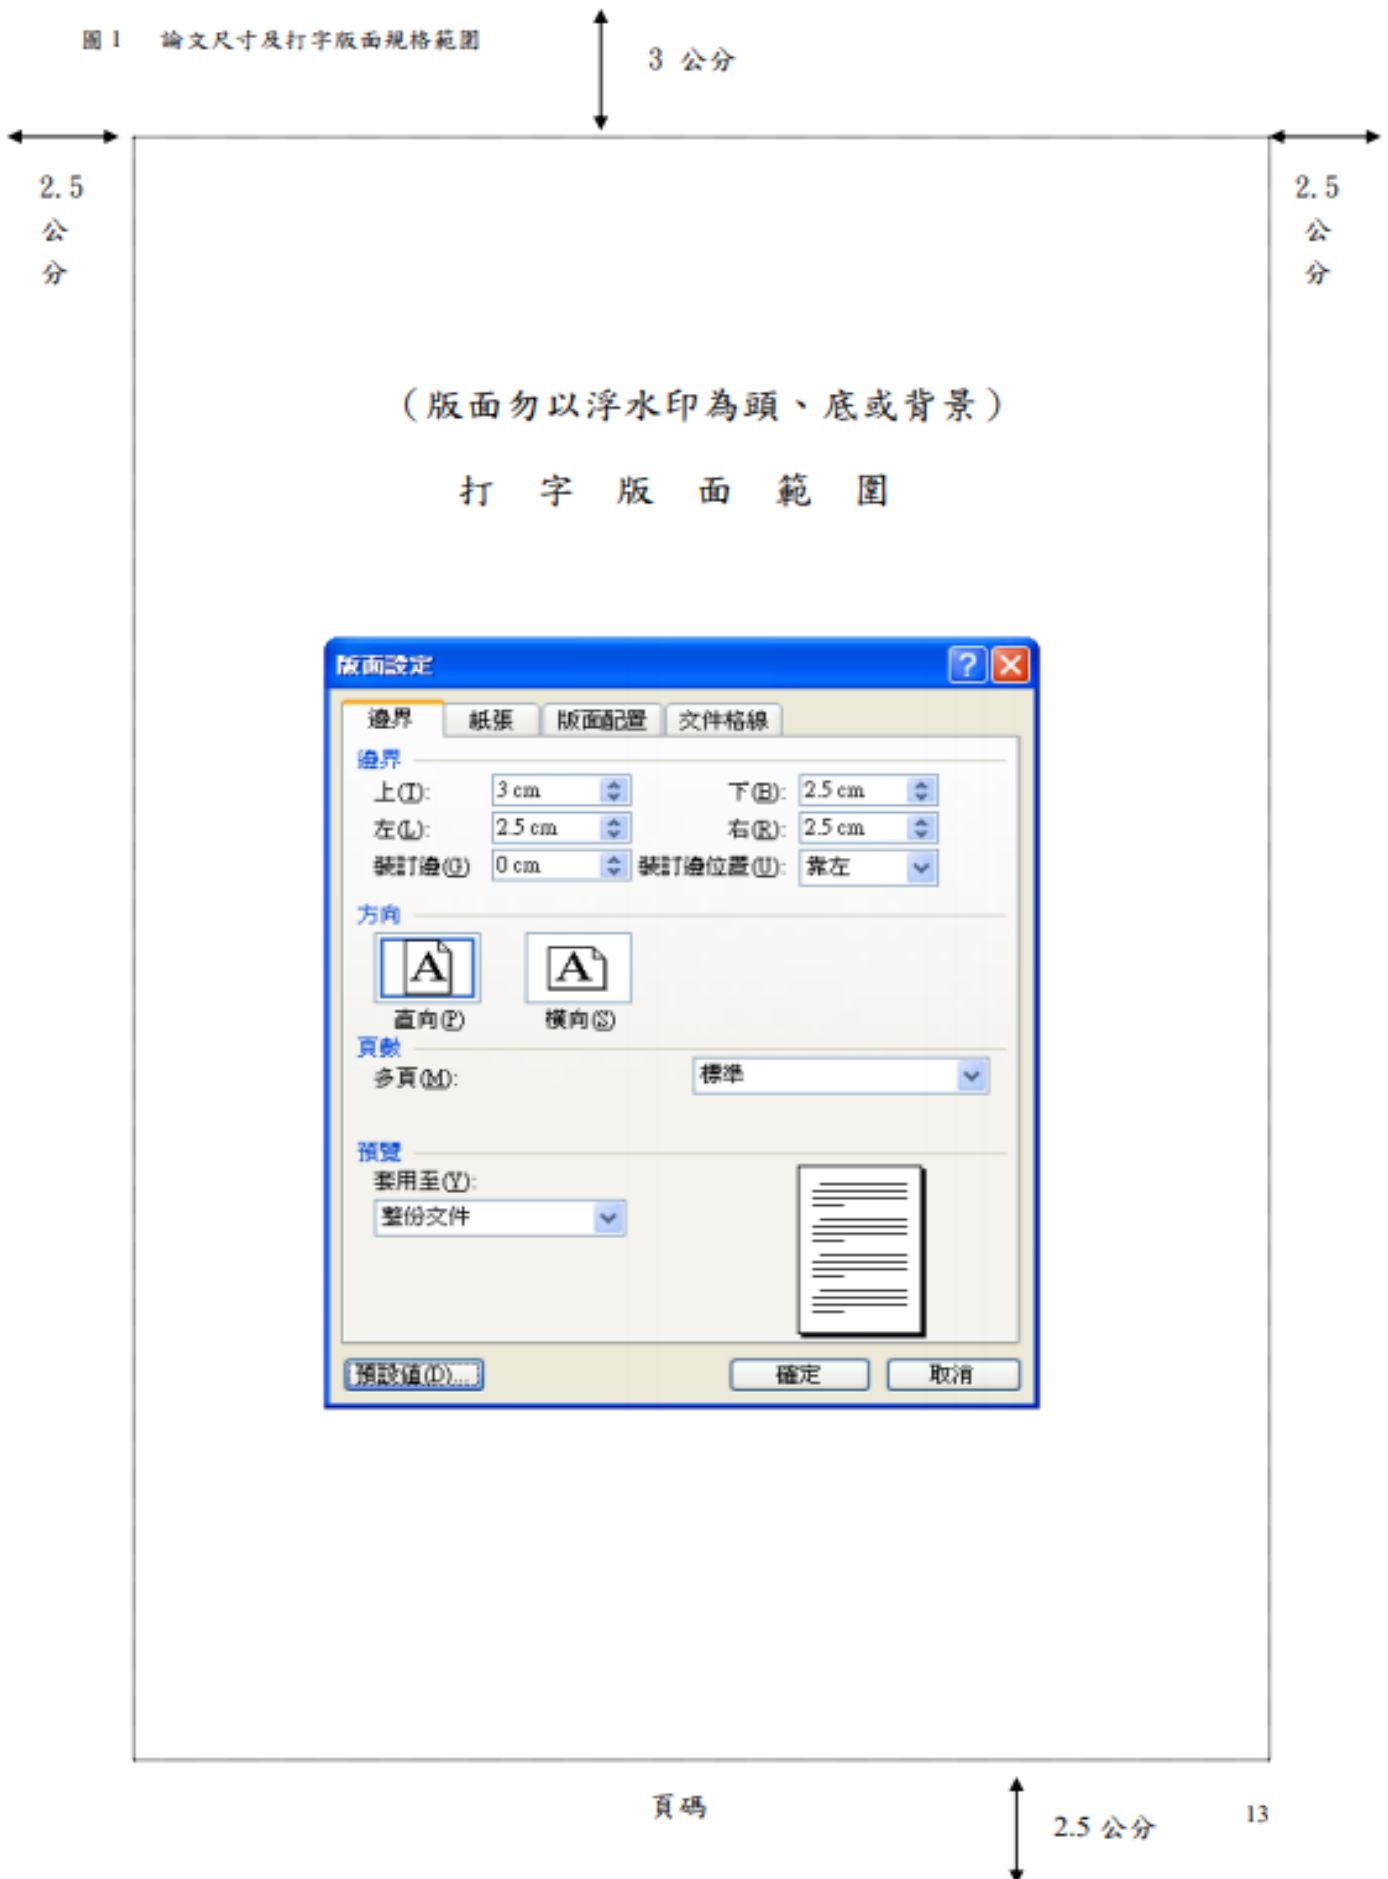 圖 1 論文尺寸及打字版面規格範圍
3 公分
2.5
公
分
2.5
公
分
（版面勿以浮水印為頭、底或背景）
打 字 版 面 範 圍
版面設定
邊界 紙張 版面配置 文件格線
邊界
上(T): 3 cm 下(B): 2.5 cm
左(L): 2.5 cm 右(R): 2.5 cm
裝訂邊(G) 0 cm 裝訂邊位置(U): 靠左
方向
A A
直向(P) 橫向(S)
頁數
多頁(M): 標準
預覽
套用至(Y):
整份文件
預設值(D)... 確定 取消
頁碼
2.5 公分
13